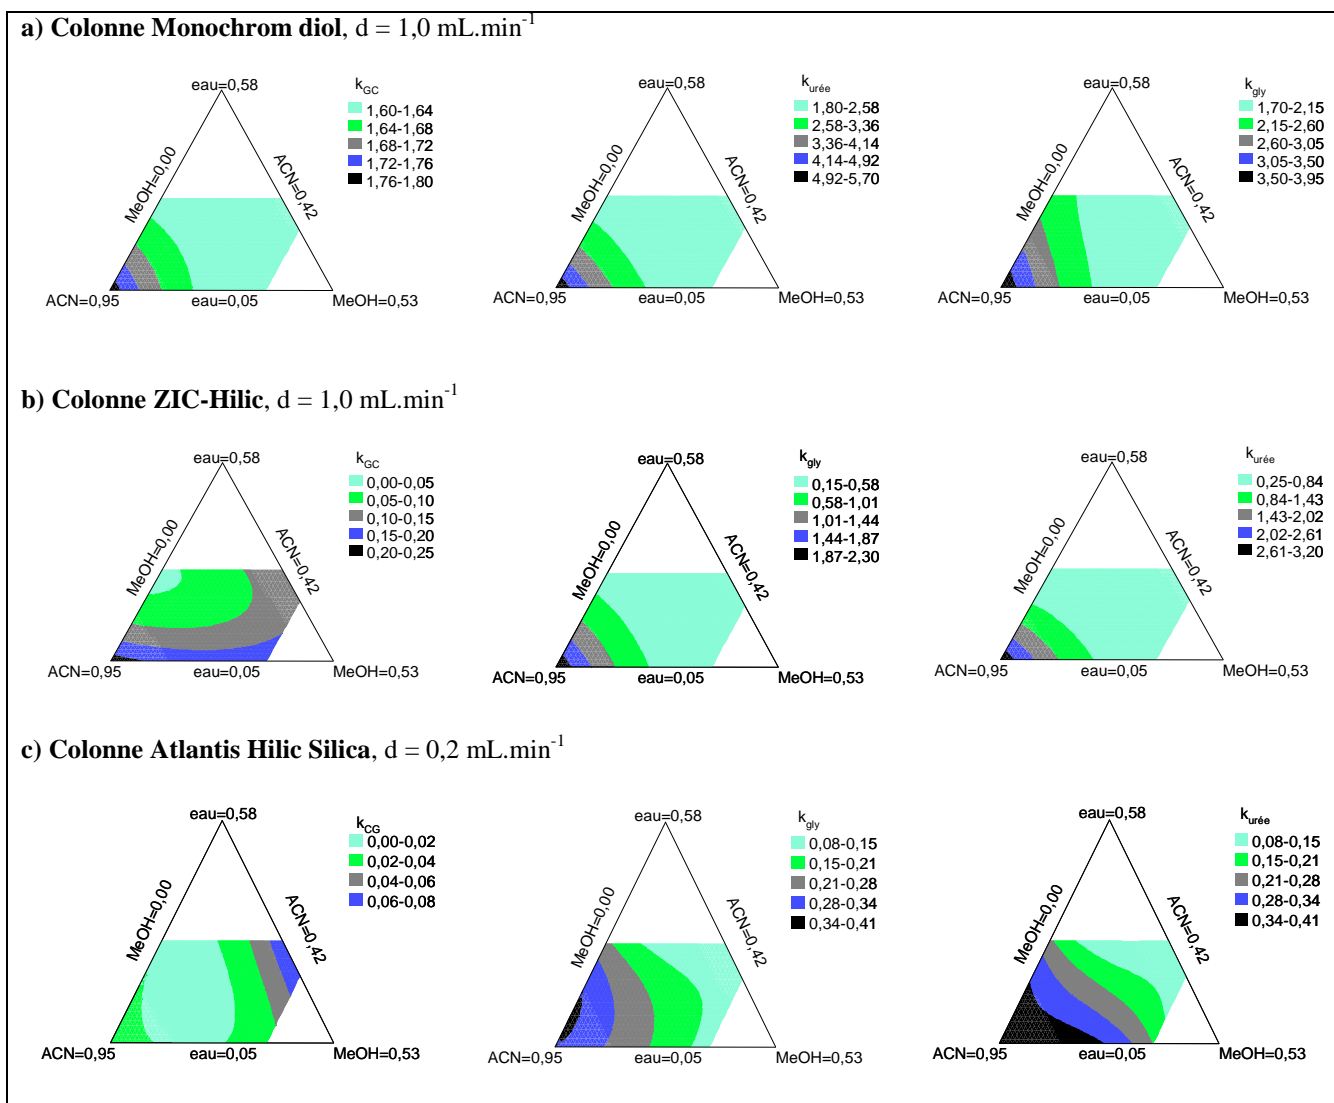 a) Colonne Monochrom diol, d = 1,0 mL.min-1
eau=0,58
kGC
1,60-1,64
1,64-1,68
1,68-1,72
1,72-1,76
1,76-1,80
MeOH=0,00
ACN=0,42
ACN=0,95
eau=0,05
MeOH=0,53
eau=0,58
kurée
1,80-2,58
2,58-3,36
3,36-4,14
4,14-4,92
4,92-5,70
MeOH=0,00
ACN=0,42
ACN=0,95
eau=0,05
MeOH=0,53
eau=0,58
kgly
1,70-2,15
2,15-2,60
2,60-3,05
3,05-3,50
3,50-3,95
MeOH=0,00
ACN=0,42
ACN=0,95
eau=0,05
MeOH=0,53
b) Colonne ZIC-Hilic, d = 1,0 mL.min-1
eau=0,58
kGC
0,00-0,05
0,05-0,10
0,10-0,15
0,15-0,20
0,20-0,25
MeOH=0,00
ACN=0,42
ACN=0,95
eau=0,05
MeOH=0,53
eau=0,58
kgly
0,15-0,58
0,58-1,01
1,01-1,44
1,44-1,87
1,87-2,30
MeOH=0,00
ACN=0,42
ACN=0,95
eau=0,05
MeOH=0,53
eau=0,58
kurée
0,25-0,84
0,84-1,43
1,43-2,02
2,02-2,61
2,61-3,20
MeOH=0,00
ACN=0,42
ACN=0,95
eau=0,05
MeOH=0,53
c) Colonne Atlantis Hilic Silica, d = 0,2 mL.min-1
eau=0,58
kCG
0,00-0,02
0,02-0,04
0,04-0,06
0,06-0,08
MeOH=0,00
ACN=0,42
ACN=0,95
eau=0,05
MeOH=0,53
eau=0,58
kgly
0,08-0,15
0,15-0,21
0,21-0,28
0,28-0,34
0,34-0,41
MeOH=0,00
ACN=0,42
ACN=0,95
eau=0,05
MeOH=0,53
eau=0,58
kurée
0,08-0,15
0,15-0,21
0,21-0,28
0,28-0,34
0,34-0,41
MeOH=0,00
ACN=0,42
ACN=0,95
eau=0,05
MeOH=0,53